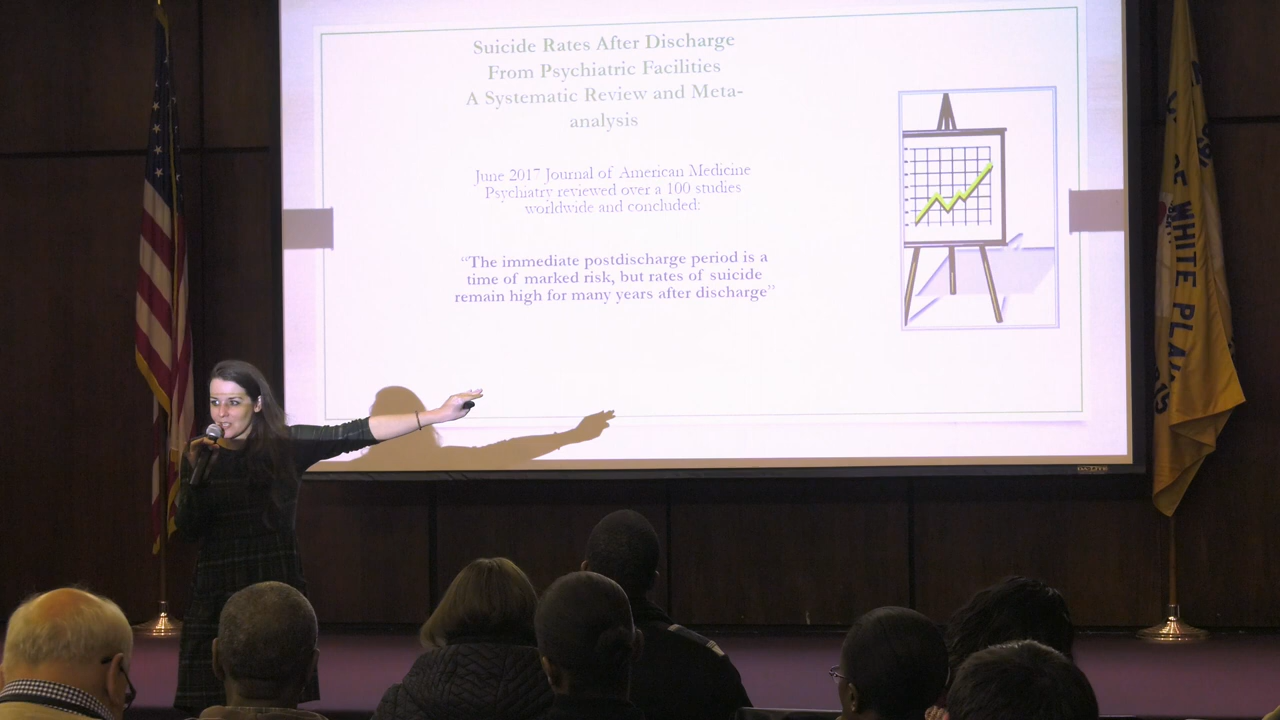 Suicide Rates After Discharge
From Psychiatric Facilities
A Systematic Review and Meta-
analysis
June 2017 Journal of American Medicine
Psychiatry reviewed over a 100 studies
worldwide and concluded:
“The immediate postdischarge period is a
time of marked risk, but rates of suicide
remain high for many years after discharge”
WHITE PLA